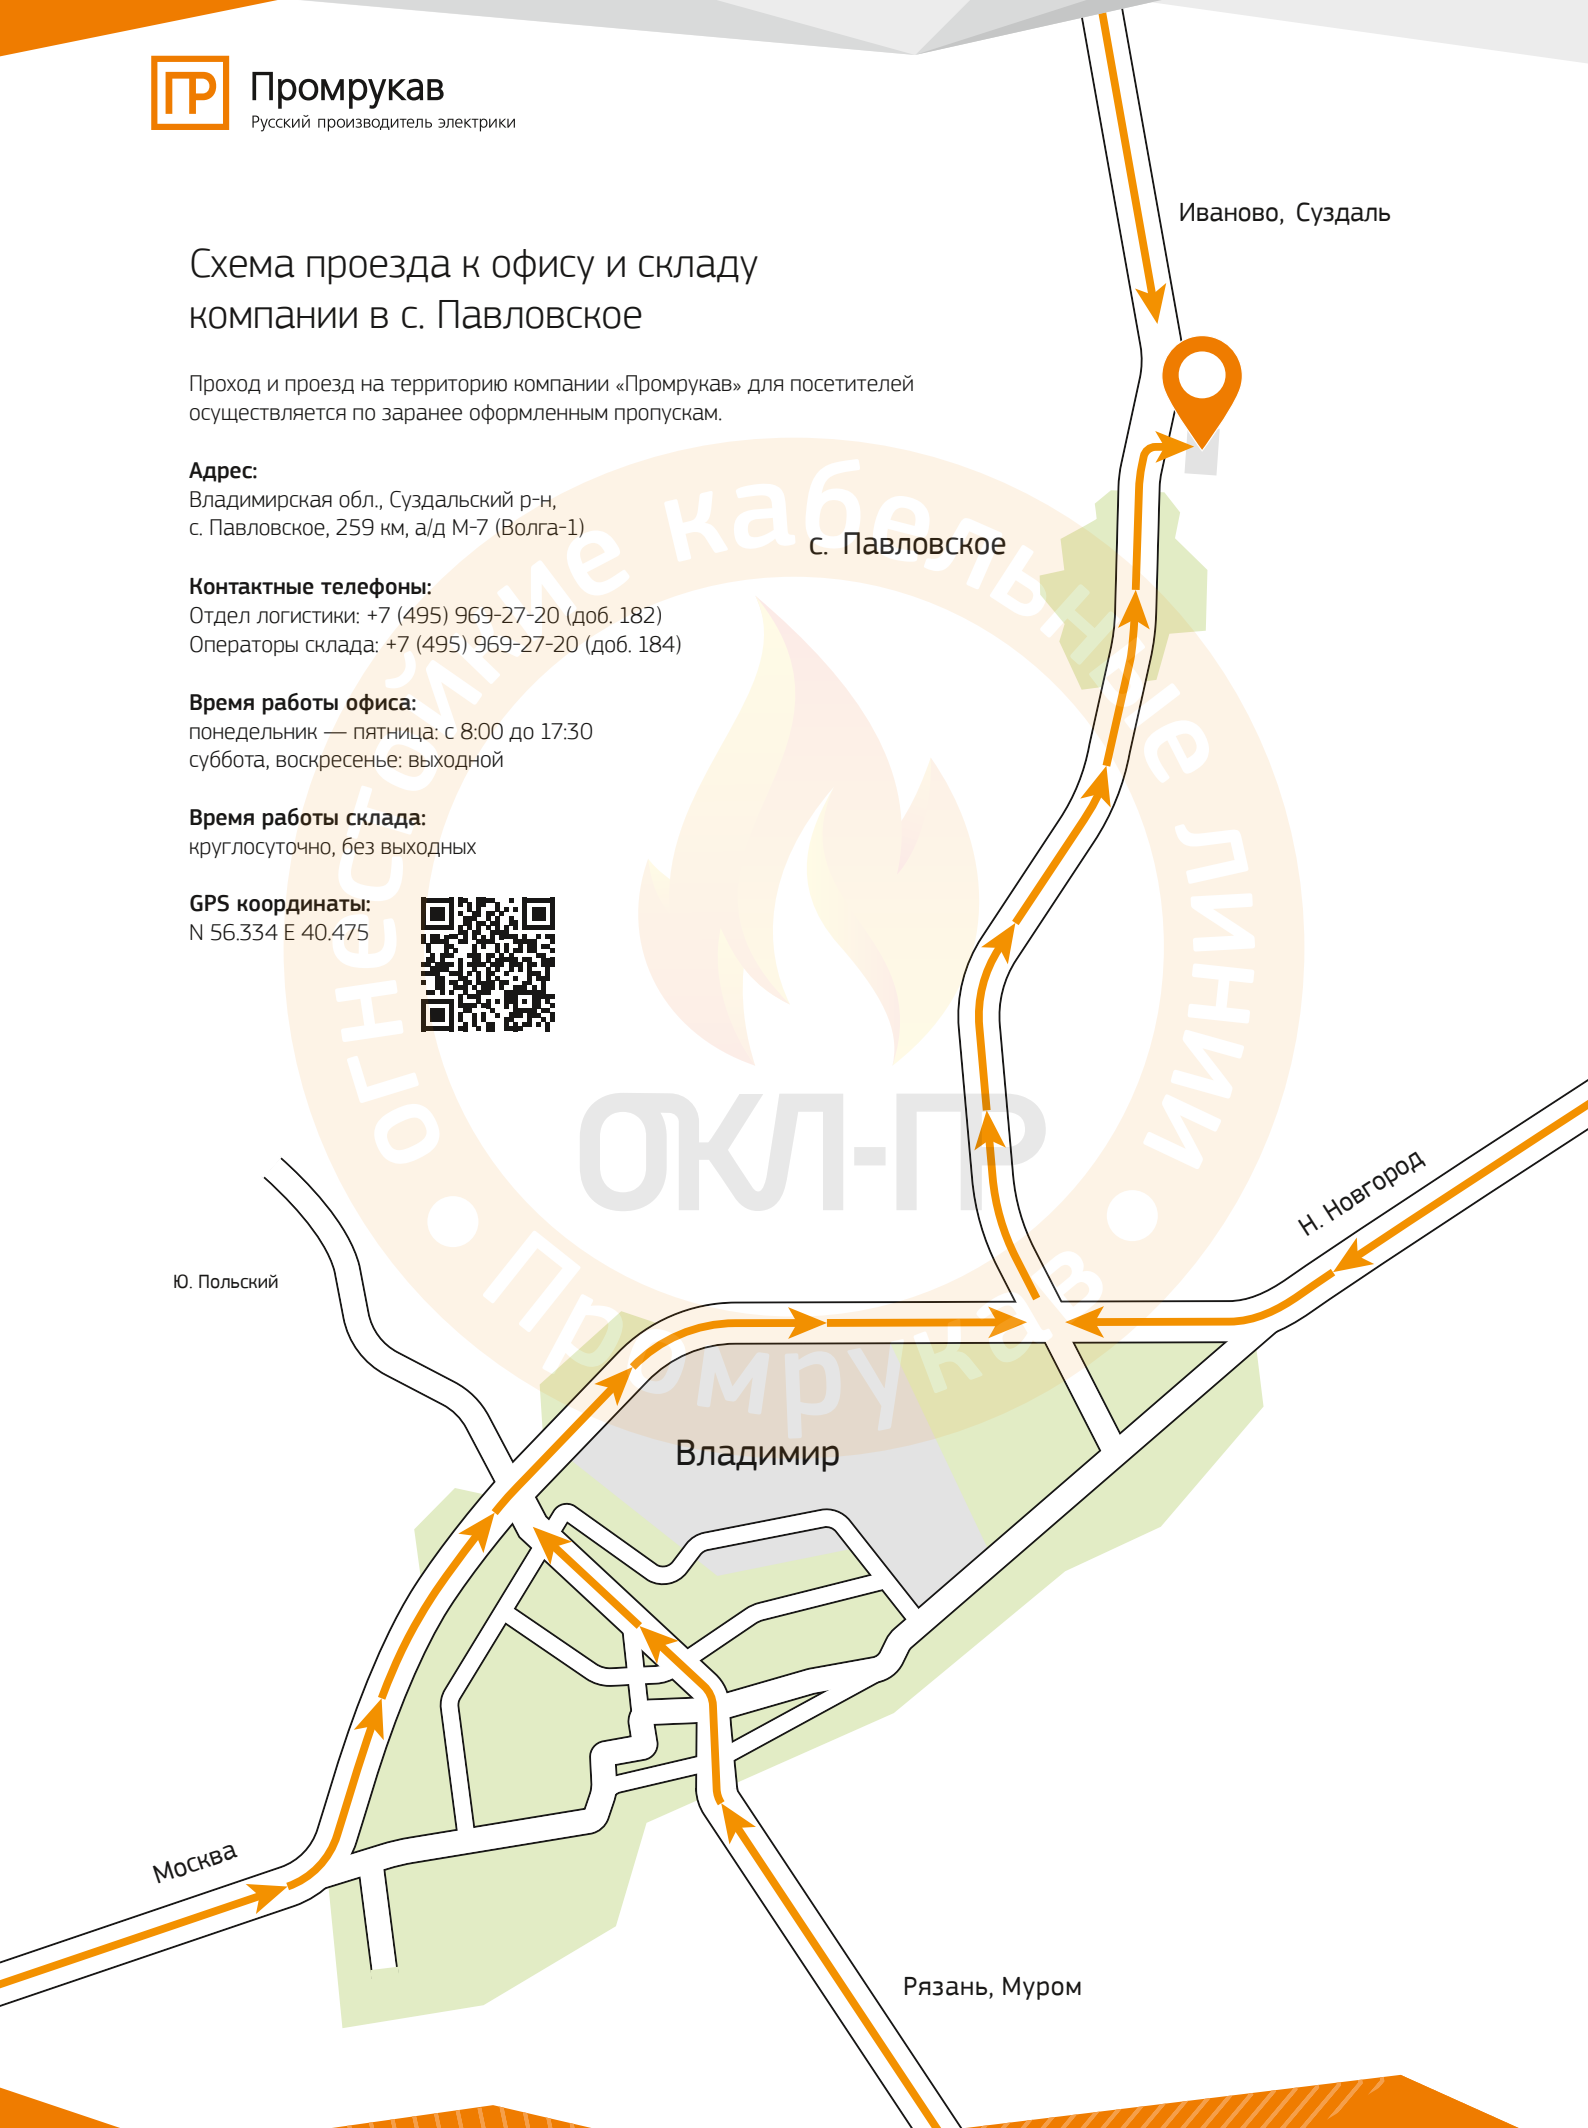 ПР
Промрукав
Русский производитель электрики
Иваново, Суздаль
Схема проезда к офису и складу
компании в с. Павловское
Проход и проезд на территорию компании «Промрукав» для посетителей
осуществляется по заранее оформленным пропускам.
Адрес:
Владимирская обл., Суздальский р-н,
с. Павловское, 259 км, а/д М-7 (Волга-1)
с. Павловское
Контактные телефоны:
Отдел логистики: +7 (495) 969-27-20 (доб. 182)
Операторы склада: +7 (495) 969-27-20 (доб. 184)
Время работы офиса:
понедельник — пятница: с 8:00 до 17:30
суббота, воскресенье: выходной
Время работы склада:
круглосуточно, без выходных
GPS координаты:
N 56.334 E 40.475
огнестойкие кабельные линии
ОКЛ-ПР
Промрукав
Н. Новгород
Ю. Польский
Владимир
Москва
Рязань, Муром